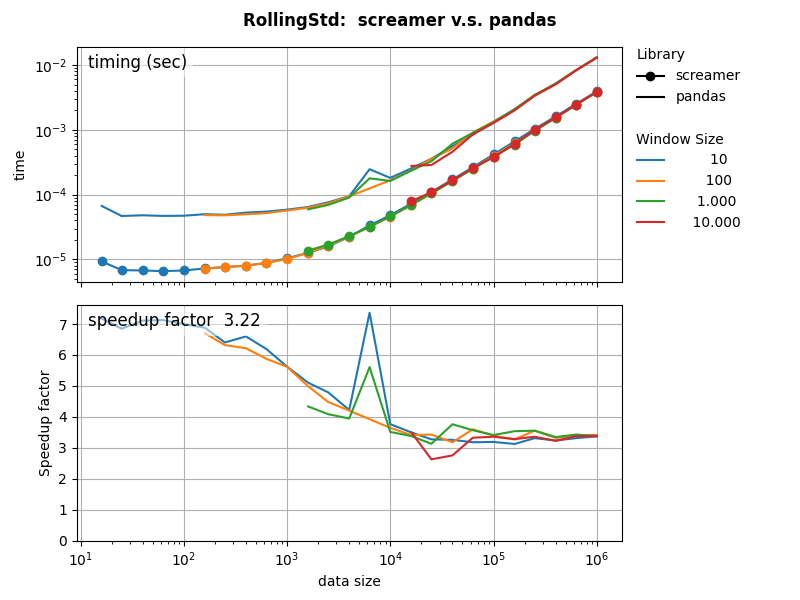 RollingStd:  screamer v.s. pandas
timing (sec)
time
10⁻²
10⁻³
10⁻⁴
10⁻⁵
Library
screamer
pandas
Window Size
10
100
1.000
10.000
speedup factor  3.22
Speedup factor
7
6
5
4
3
2
1
0
10¹ 10² 10³ 10⁴ 10⁵ 10⁶
data size